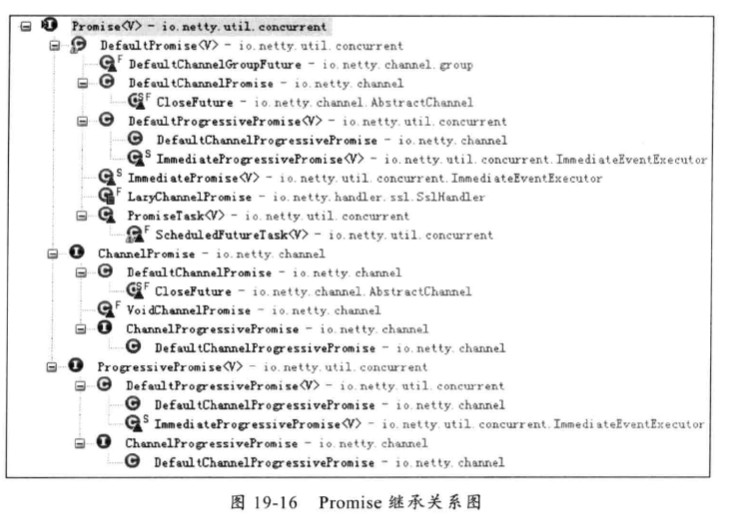 Promise<V> - io.netty.util.concurrent
DefaultPromise<V> - io.netty.util.concurrent
DefaultChannelGroupFuture - io.netty.channel.group
DefaultChannelPromise - io.netty.channel
CloseFuture - io.netty.channel.AbstractChannel
DefaultProgressivePromise<V> - io.netty.util.concurrent
DefaultChannelProgressivePromise - io.netty.channel
ImmediateProgressivePromise<V> - io.netty.util.concurrent.ImmediateEventExecutor
ImmediatePromise<V> - io.netty.util.concurrent.ImmediateEventExecutor
LazyChannelPromise - io.netty.handler.ssl.SslHandler
PromiseTask<V> - io.netty.util.concurrent
ScheduledFutureTask<V> - io.netty.util.concurrent
ChannelPromise - io.netty.channel
DefaultChannelPromise - io.netty.channel
CloseFuture - io.netty.channel.AbstractChannel
VoidChannelPromise - io.netty.channel
ChannelProgressivePromise - io.netty.channel
DefaultChannelProgressivePromise - io.netty.channel
ProgressivePromise<V> - io.netty.util.concurrent
DefaultProgressivePromise<V> - io.netty.util.concurrent
DefaultChannelProgressivePromise - io.netty.channel
ImmediateProgressivePromise<V> - io.netty.util.concurrent.ImmediateEventExecutor
ChannelProgressivePromise - io.netty.channel
DefaultChannelProgressivePromise - io.netty.channel
图 19-16 Promise 继承关系图